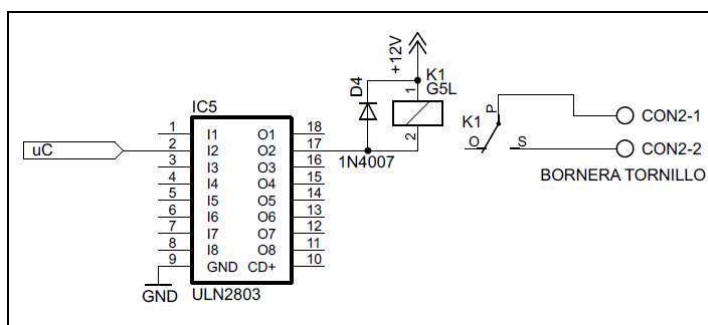 +12V
D4
K1
G5L
1
2
1N4007
IC5
uC
1 I1 O1 18
2 I2 O2 17
3 I3 O3 16
4 I4 O4 15
5 I5 O5 14
6 I6 O6 13
7 I7 O7 12
8 I8 O8 11
9 GND CD+ 10
GND
ULN2803
K1
P
O
S
CON2-1
CON2-2
BORNERA TORNILLO